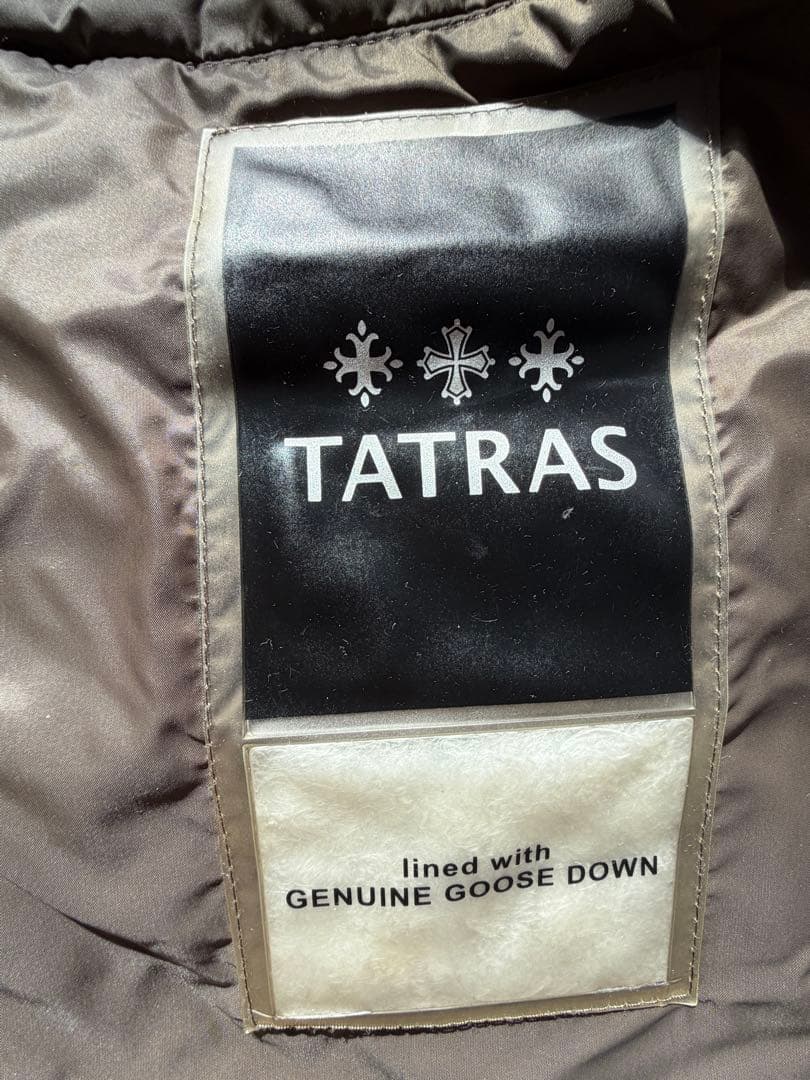 TATRAS
lined with
GENUINE GOOSE DOWN